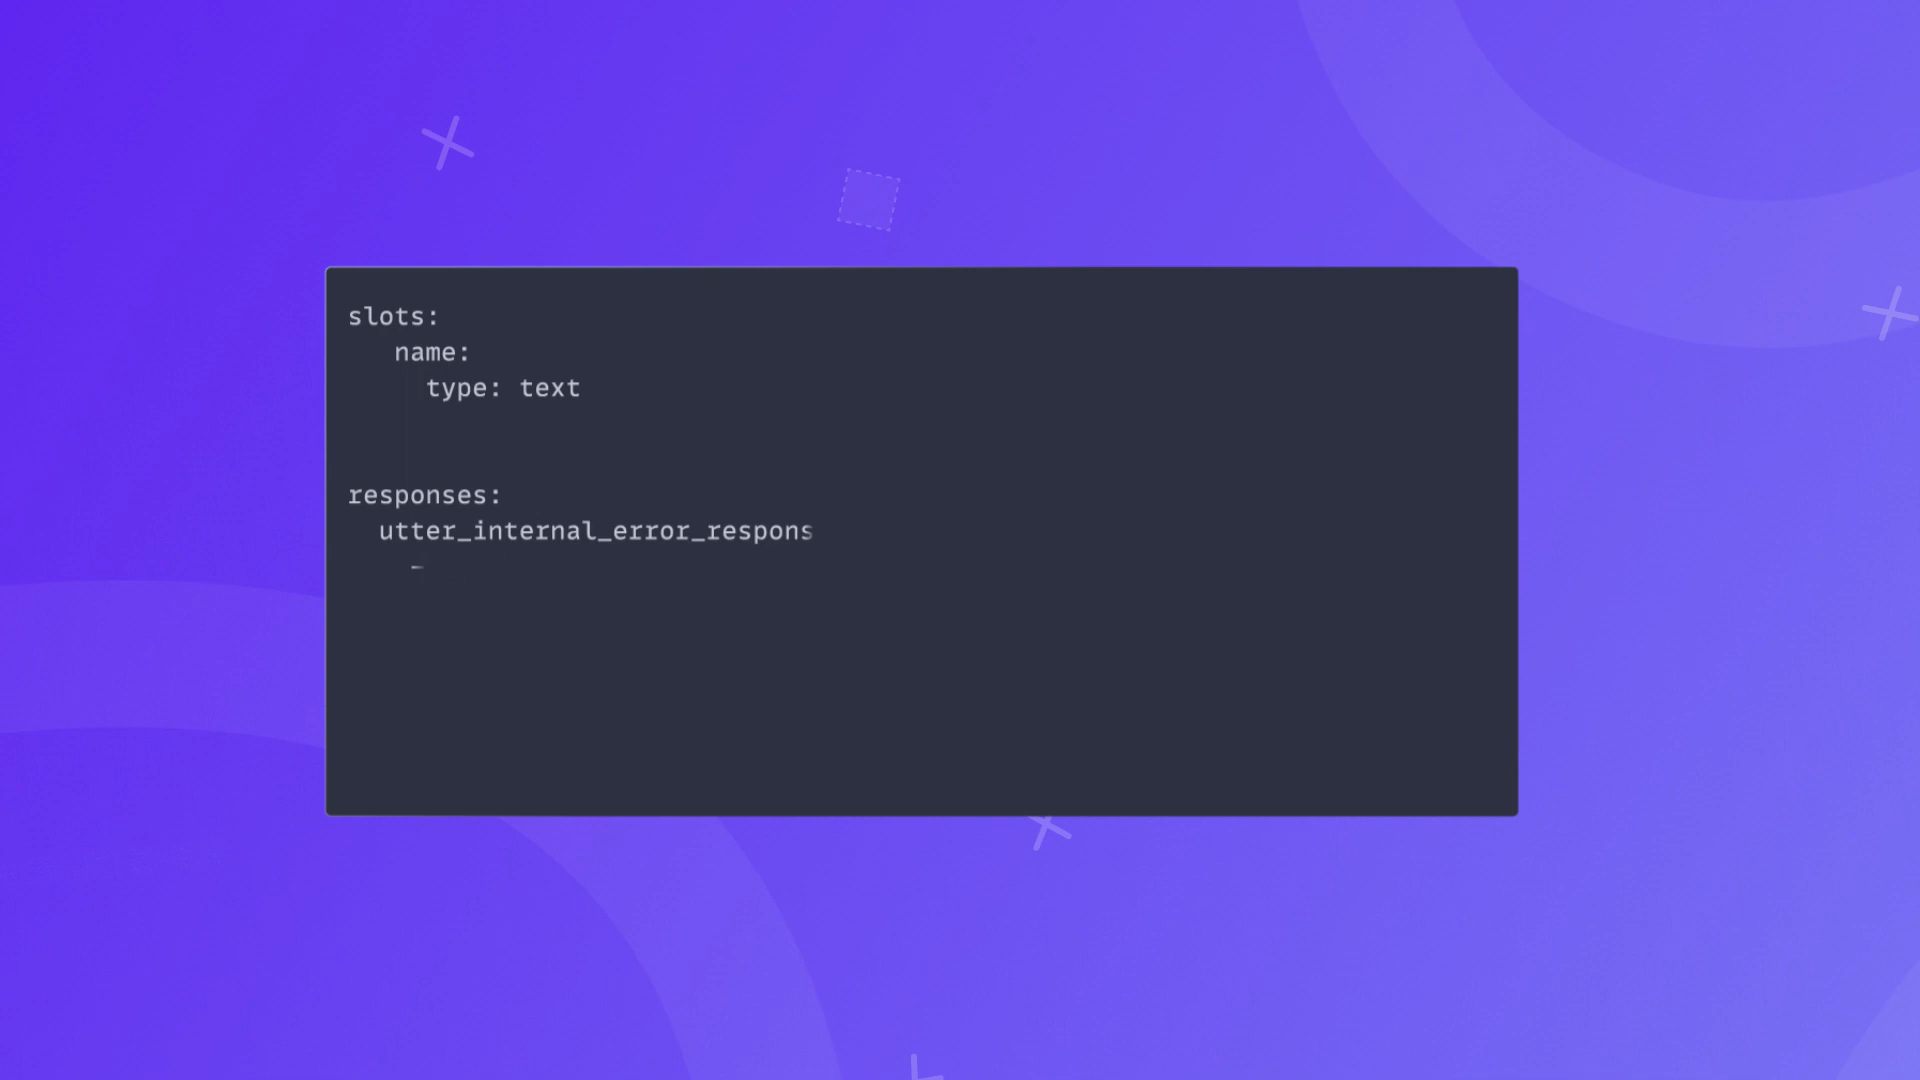 slots:
name:
type: text
responses:
utter_internal_error_respons
-